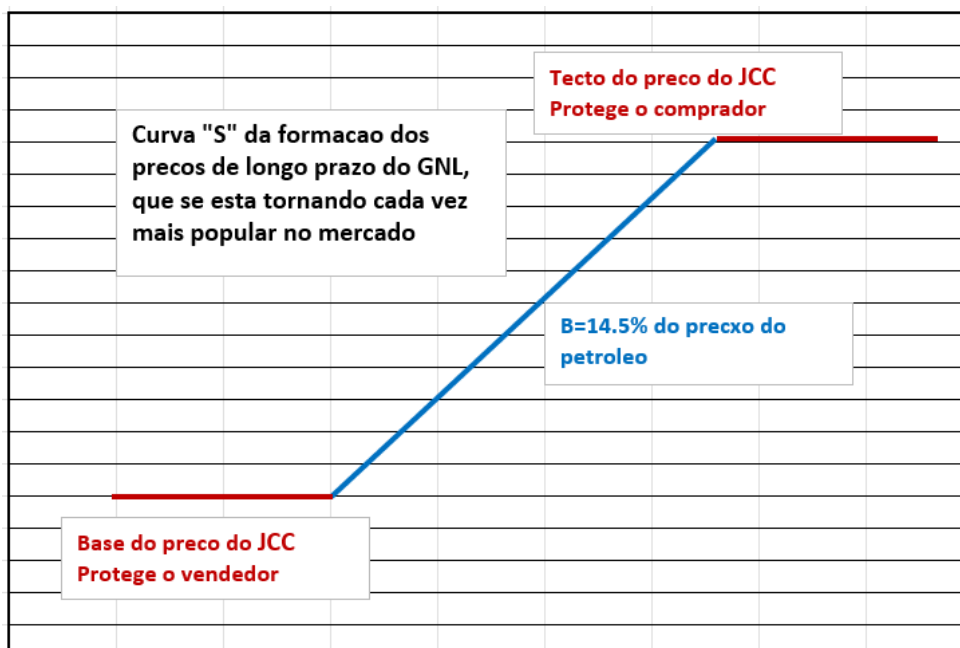 Tecto do preco do JCC
Protege o comprador
Curva "S" da formacao dos
precos de longo prazo do GNL,
que se esta tornando cada vez
mais popular no mercado
B=14.5% do precxo do
petroleo
Base do preco do JCC
Protege o vendedor